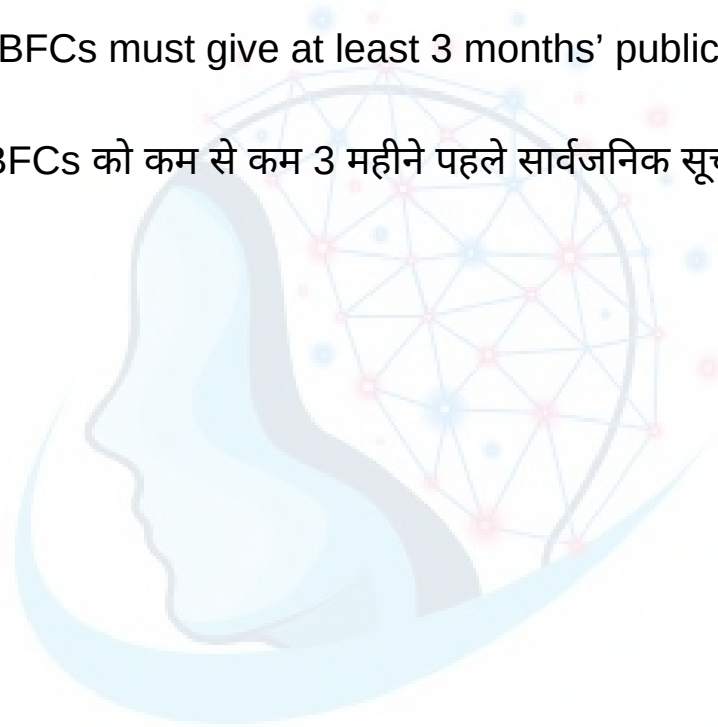 BFCs must give at least 3 months’ public
BFCs को कम से कम 3 महीने पहले सार्वजनिक